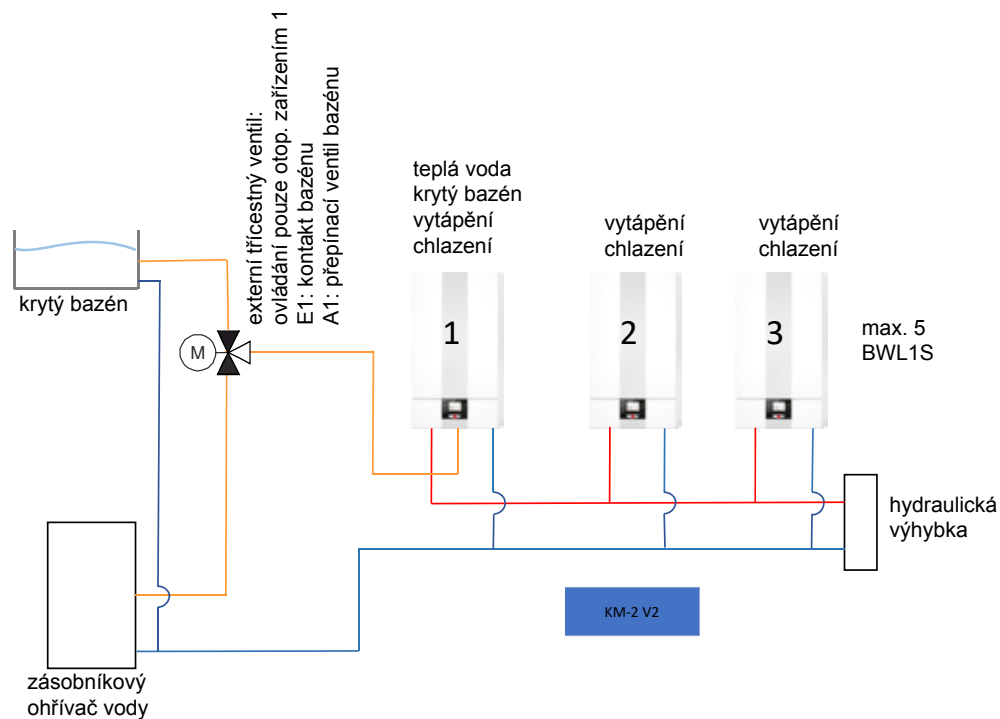 externí třícestný ventil:
ovládání pouze otop. zařízením 1
E1: kontakt bazénu
A1: přepínací ventil bazénu
teplá voda
krytý bazén
vytápění
chlazení
vytápění
chlazení
vytápění
chlazení
krytý bazén
M
1
2
3
max. 5
BWL1S
hydraulická
výhybka
KM-2 V2
zásobníkový
ohřívač vody